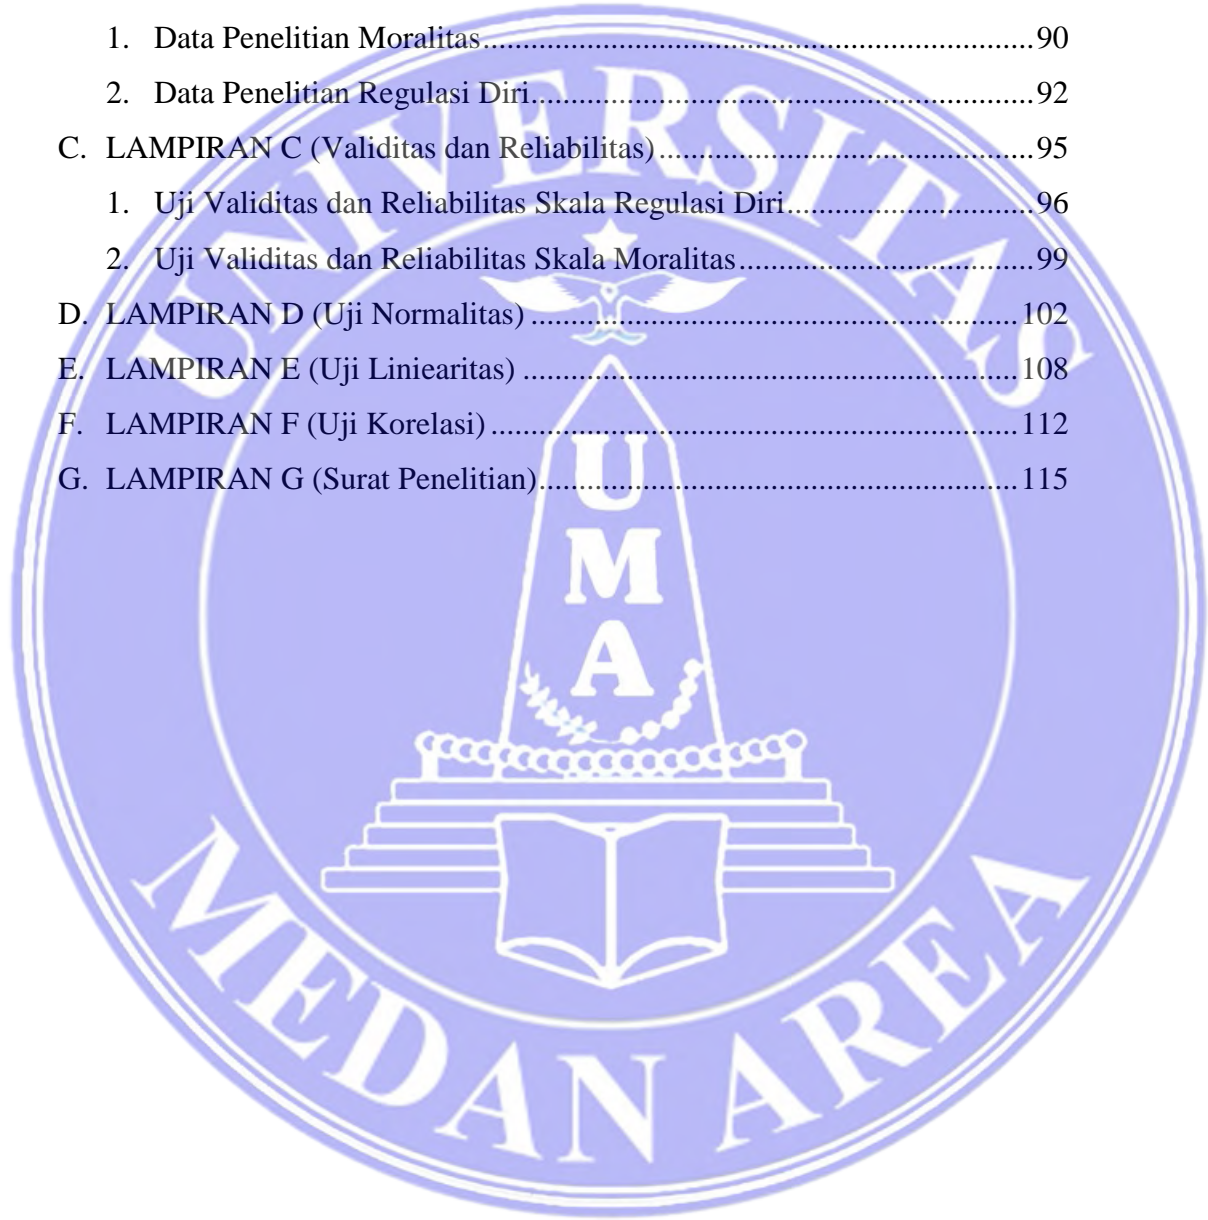 1. Data Penelitian Moralitas....................................................................90
2. Data Penelitian Regulasi Diri..............................................................92
C. LAMPIRAN C (Validitas dan Reliabilitas)..............................................95
1. Uji Validitas dan Reliabilitas Skala Regulasi Diri...............................96
2. Uji Validitas dan Reliabilitas Skala Moralitas.....................................99
D. LAMPIRAN D (Uji Normalitas)............................................................102
E. LAMPIRAN E (Uji Liniearitas).............................................................108
F. LAMPIRAN F (Uji Korelasi).................................................................112
G. LAMPIRAN G (Surat Penelitian)...........................................................115
UNIVERSITAS
U
M
A
MEDAN AREA